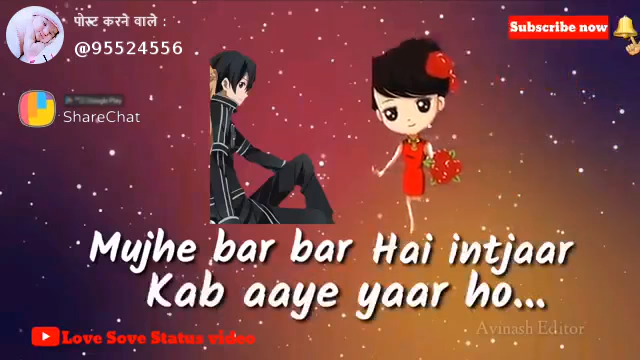 पोस्ट करने वाले :
@95524556
Subscribe now
ShareChat
Mujhe bar bar Hai intjaar
Kab aaye yaar ho...
Love Sove Status video
Avinash Editor